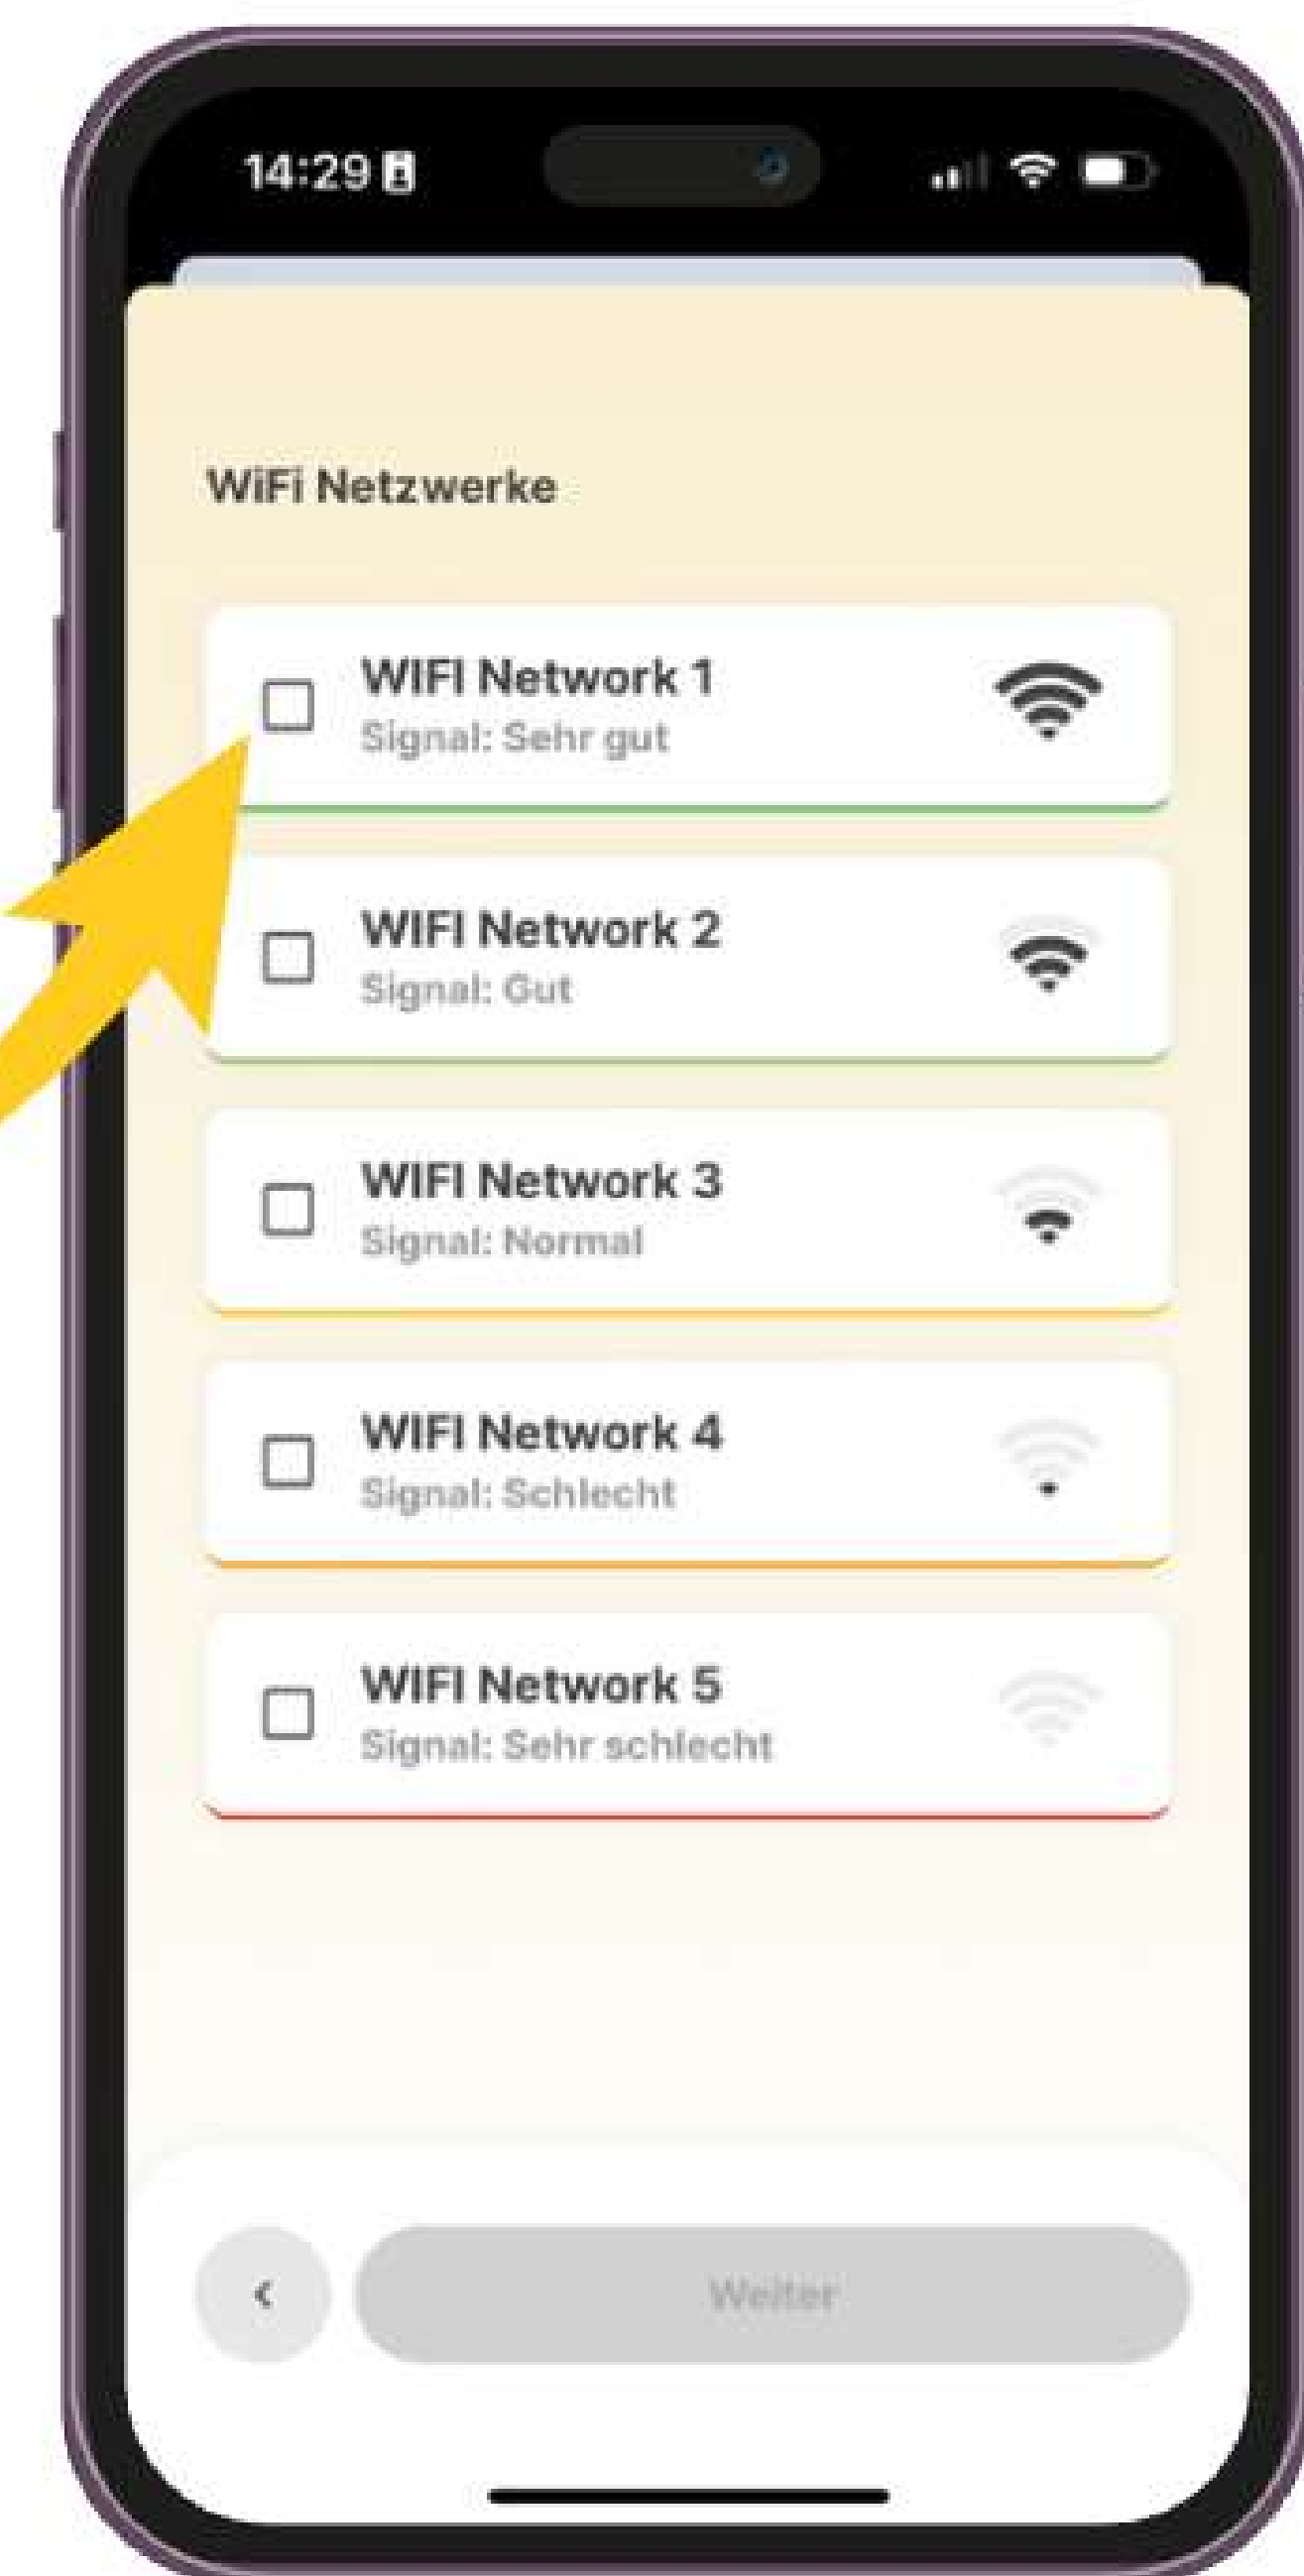 14:29
WiFi Netzwerke
WIFI Network 1
Signal: Sehr gut
WIFI Network 2
Signal: Gut
WIFI Network 3
Signal: Normal
WIFI Network 4
Signal: Schlecht
WIFI Network 5
Signal: Sehr schlecht
Weiter